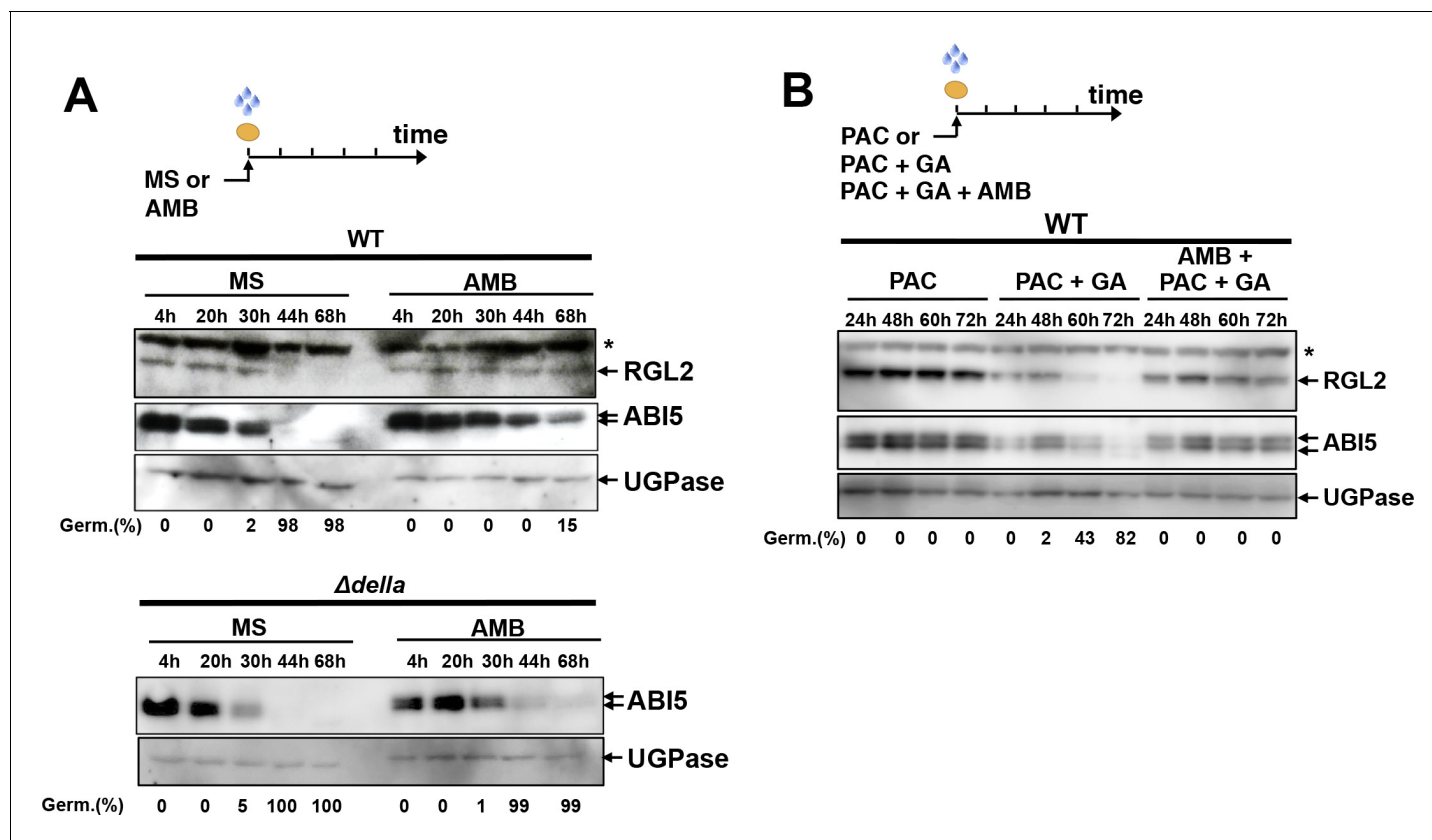 A
time
MS or
AMB
WT
MS AMB
4h 20h 30h 44h 68h 4h 20h 30h 44h 68h
*
RGL2
ABI5
UGPase
Germ.(%) 0 0 2 98 98 0 0 0 0 15
Δdella
MS AMB
4h 20h 30h 44h 68h 4h 20h 30h 44h 68h
ABI5
UGPase
Germ.(%) 0 0 5 100 100 0 0 1 99 99
B
time
PAC or
PAC + GA
PAC + GA + AMB
WT
PAC PAC + GA AMB +
PAC + GA
24h 48h 60h 72h 24h 48h 60h 72h 24h 48h 60h 72h
*
RGL2
ABI5
UGPase
Germ.(%) 0 0 0 0 0 2 43 82 0 0 0 0